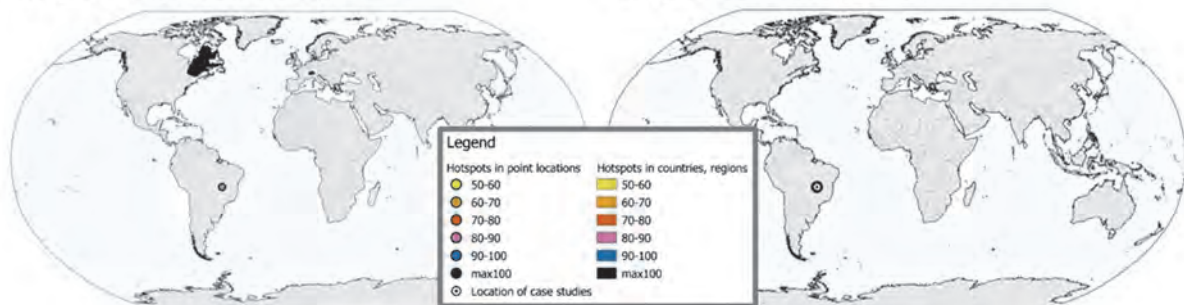 Legend
Hotspots in point locations
50-60
60-70
70-80
80-90
90-100
max100
Location of case studies
Hotspots in countries, regions
50-60
60-70
70-80
80-90
90-100
max100